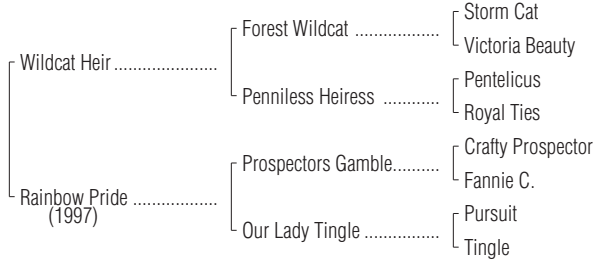 Storm Cat
Forest Wildcat ..................
Victoria Beauty
Wildcat Heir ......................
Pentelicus
Penniless Heiress ............
Royal Ties
Crafty Prospector
Prospectors Gamble..........
Fannie C.
Rainbow Pride ..................
(1997)
Pursuit
Our Lady Tingle ................
Tingle